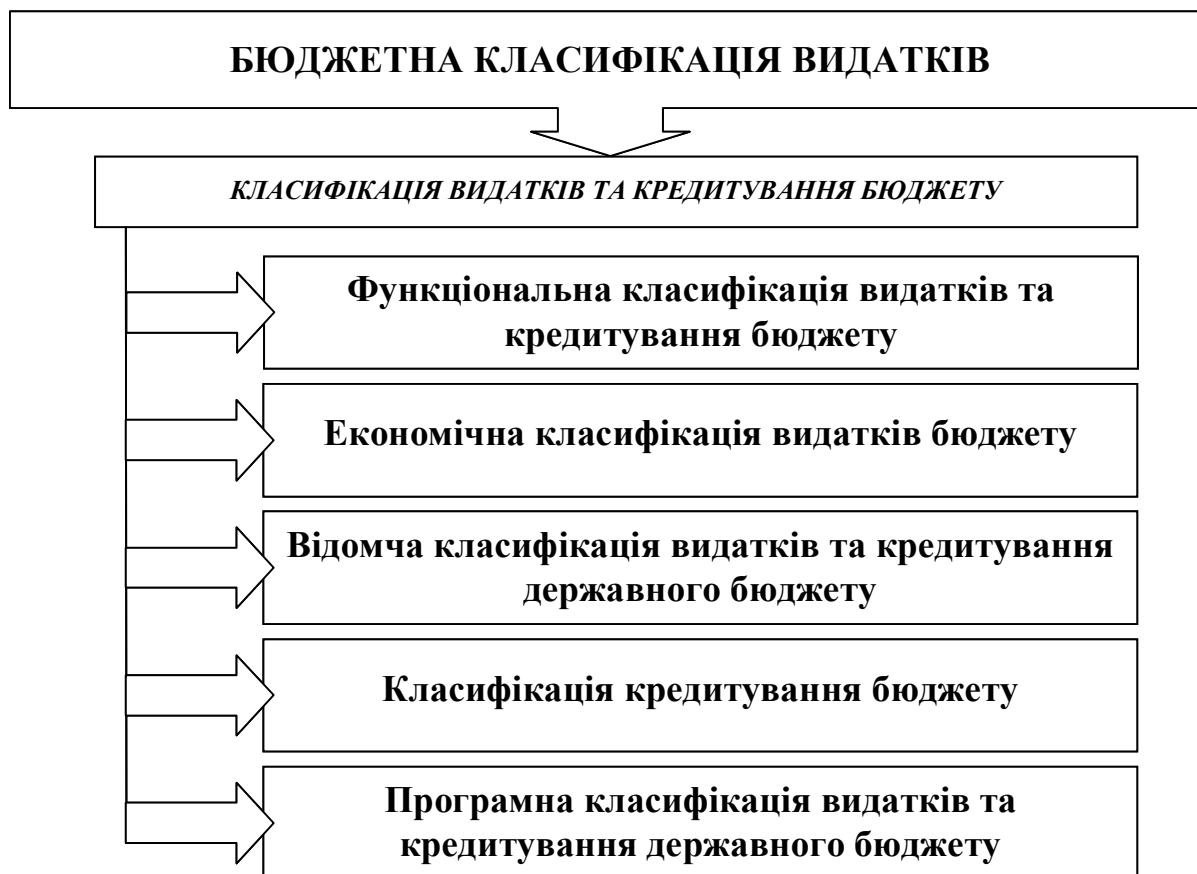 БЮДЖЕТНА КЛАСИФІКАЦІЯ ВИДАТКІВ
КЛАСИФІКАЦІЯ ВИДАТКІВ ТА КРЕДИТУВАННЯ БЮДЖЕТУ
Функціональна класифікація видатків та
кредитування бюджету
Економічна класифікація видатків бюджету
Відомча класифікація видатків та кредитування
державного бюджету
Класифікація кредитування бюджету
Програмна класифікація видатків та
кредитування державного бюджету